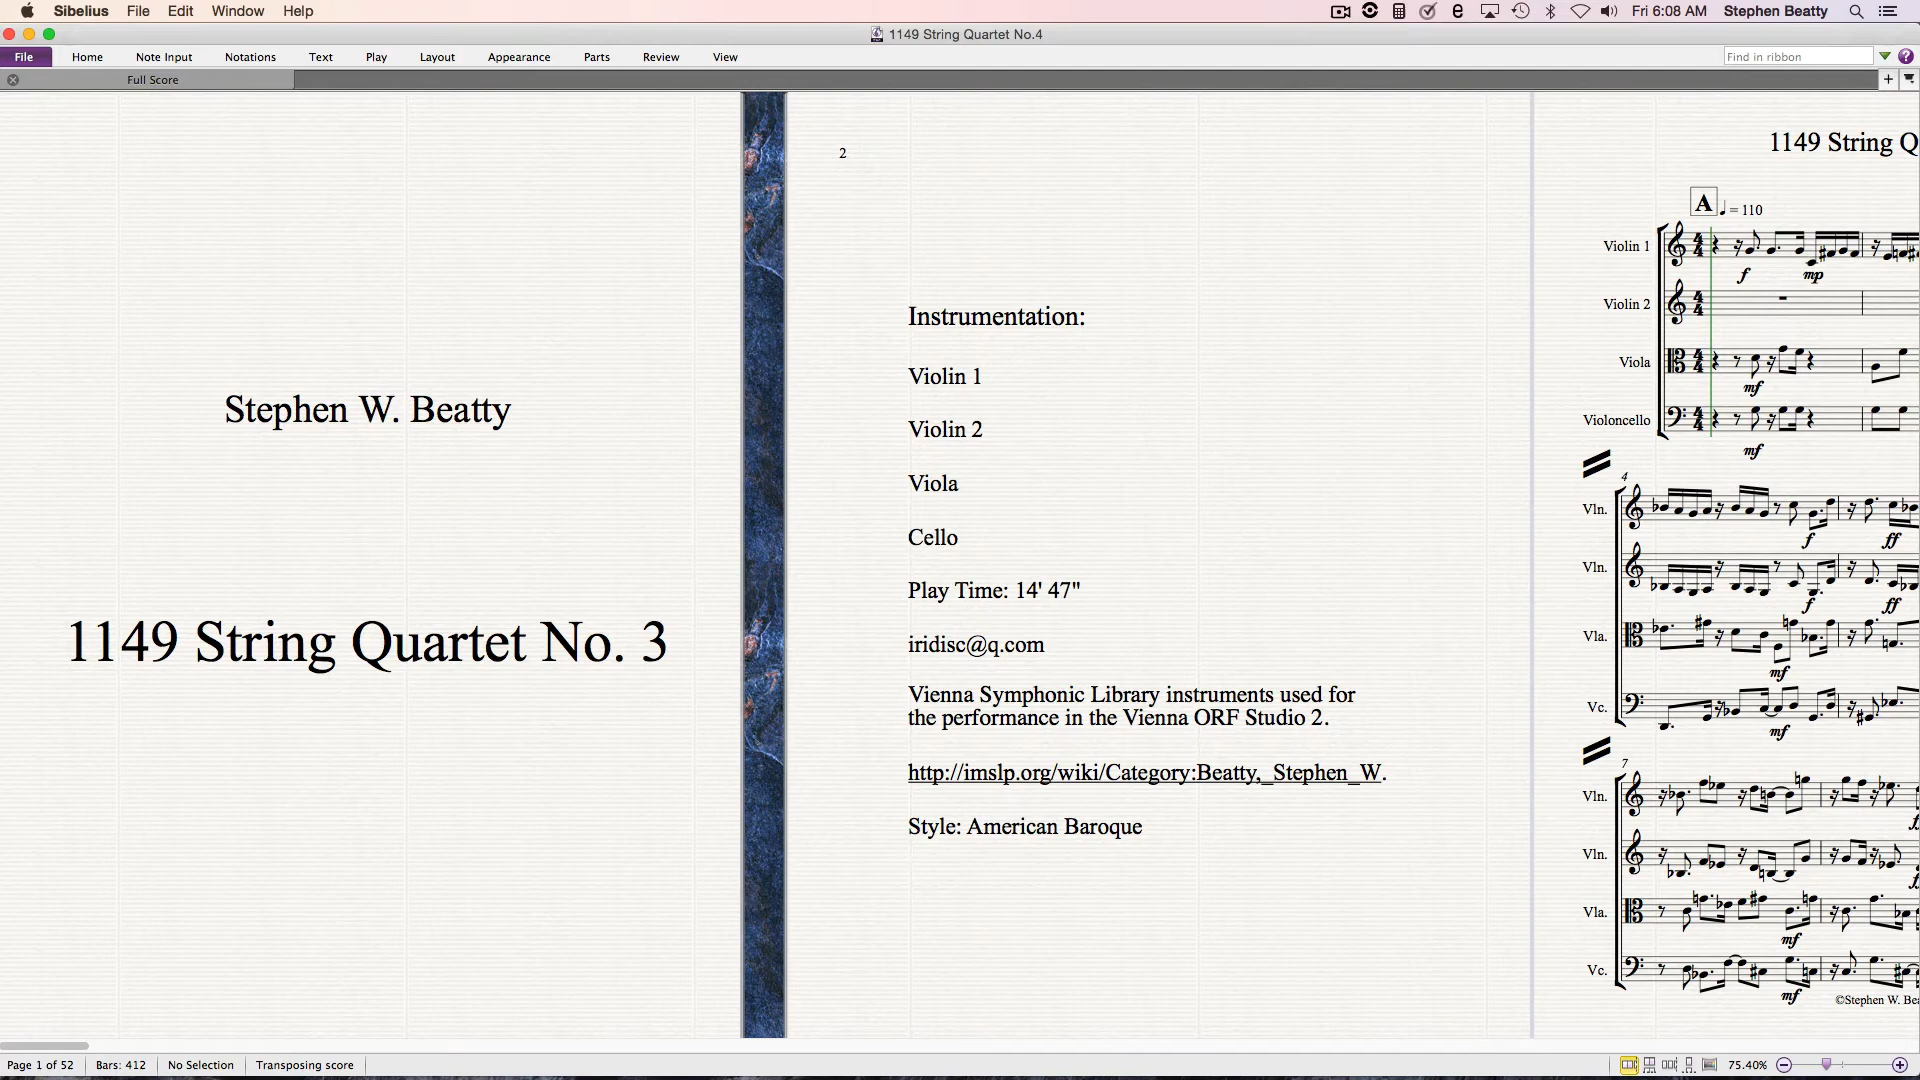 Sibelius File Edit Window Help
Fri 6:08 AM Stephen Beatty
1149 String Quartet No.4
File Home Note Input Notations Text Play Layout Appearance Parts Review View
Find in ribbon
Full Score
Stephen W. Beatty
1149 String Quartet No. 3
2
Instrumentation:
Violin 1
Violin 2
Viola
Cello
Play Time: 14' 47"
iridisc@q.com
Vienna Symphonic Library instruments used for
the performance in the Vienna ORF Studio 2.
http://imslp.org/wiki/Category:Beatty,_Stephen_W.
Style: American Baroque
1149 String Q
A = 110
Violin 1
f mp
Violin 2
Viola
mf
Violoncello
mf
4
Vln.
f ff
Vln.
f ff
Vla.
mf
Vc.
mf
7
Vln.
Vln.
Vla.
mf
Vc.
mf
©Stephen W. Bea
Page 1 of 52 Bars: 412 No Selection Transposing score
75.40%